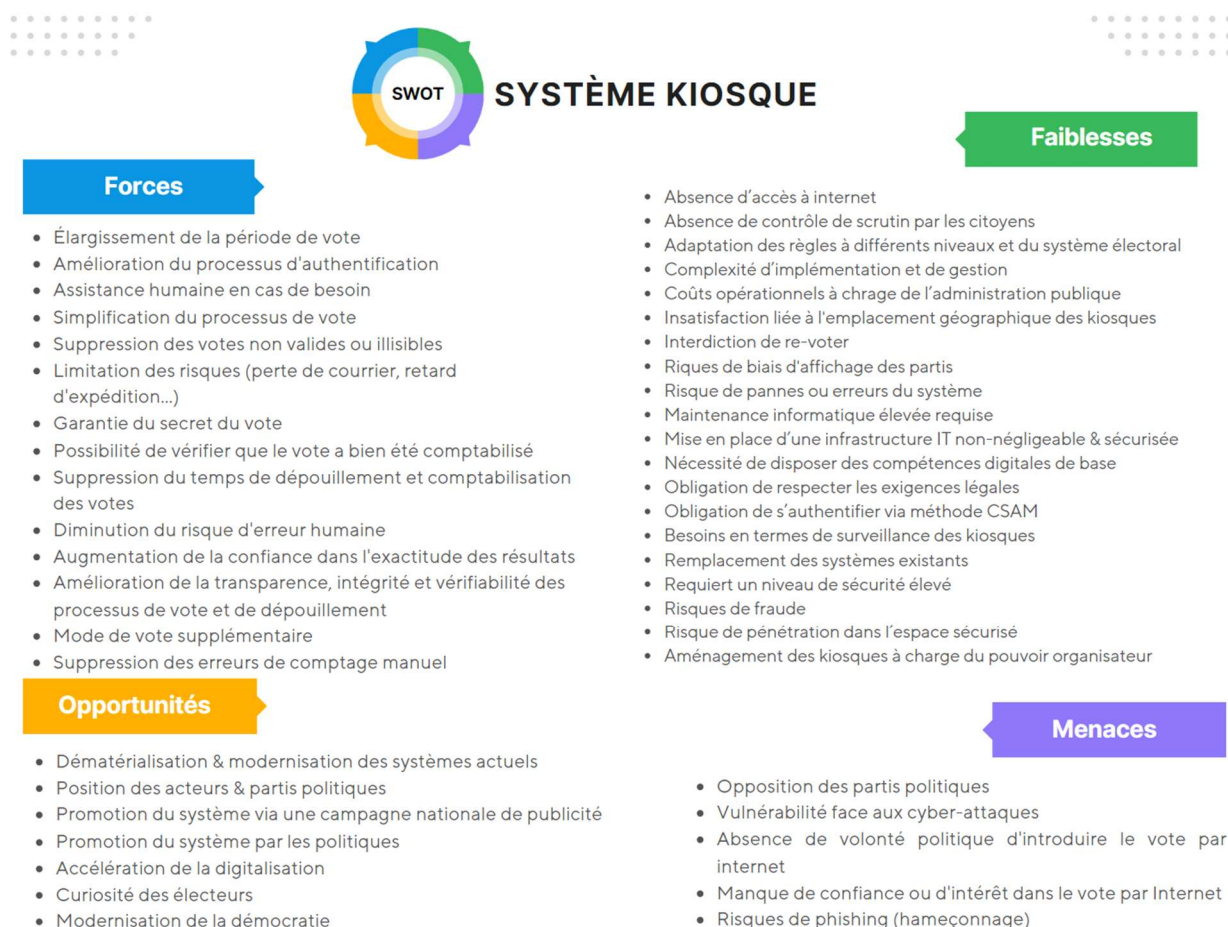 SWOT
SYSTÈME KIOSQUE
Forces
• Élargissement de la période de vote
• Amélioration du processus d'authentification
• Assistance humaine en cas de besoin
• Simplification du processus de vote
• Suppression des votes non valides ou illisibles
• Limitation des risques (perte de courrier, retard
d'expédition...)
• Garantie du secret du vote
• Possibilité de vérifier que le vote a bien été comptabilisé
• Suppression du temps de dépouillement et comptabilisation
des votes
• Diminution du risque d'erreur humaine
• Augmentation de la confiance dans l'exactitude des résultats
• Amélioration de la transparence, intégrité et vérifiabilité des
processus de vote et de dépouillement
• Mode de vote supplémentaire
• Suppression des erreurs de comptage manuel
Faiblesses
• Absence d'accès à internet
• Absence de contrôle de scrutin par les citoyens
• Adaptation des règles à différents niveaux et du système électoral
• Complexité d'implémentation et de gestion
• Coûts opérationnels à chrage de l'administration publique
• Insatisfaction liée à l'emplacement géographique des kiosques
• Interdiction de re-voter
• Riques de biais d'affichage des partis
• Risque de pannes ou erreurs du système
• Maintenance informatique élevée requise
• Mise en place d'une infrastructure IT non-négligeable & sécurisée
• Nécessité de disposer des compétences digitales de base
• Obligation de respecter les exigences légales
• Obligation de s'authentifier via méthode CSAM
• Besoins en termes de surveillance des kiosques
• Remplacement des systèmes existants
• Requiert un niveau de sécurité élevé
• Risques de fraude
• Risque de pénétration dans l'espace sécurisé
• Aménagement des kiosques à charge du pouvoir organisateur
Opportunités
• Dématérialisation & modernisation des systèmes actuels
• Position des acteurs & partis politiques
• Promotion du système via une campagne nationale de publicité
• Promotion du système par les politiques
• Accélération de la digitalisation
• Curiosité des électeurs
• Modernisation de la démocratie
Menaces
• Opposition des partis politiques
• Vulnérabilité face aux cyber-attaques
• Absence de volonté politique d'introduire le vote par
internet
• Manque de confiance ou d'intérêt dans le vote par Internet
• Risques de phishing (hameçonnage)